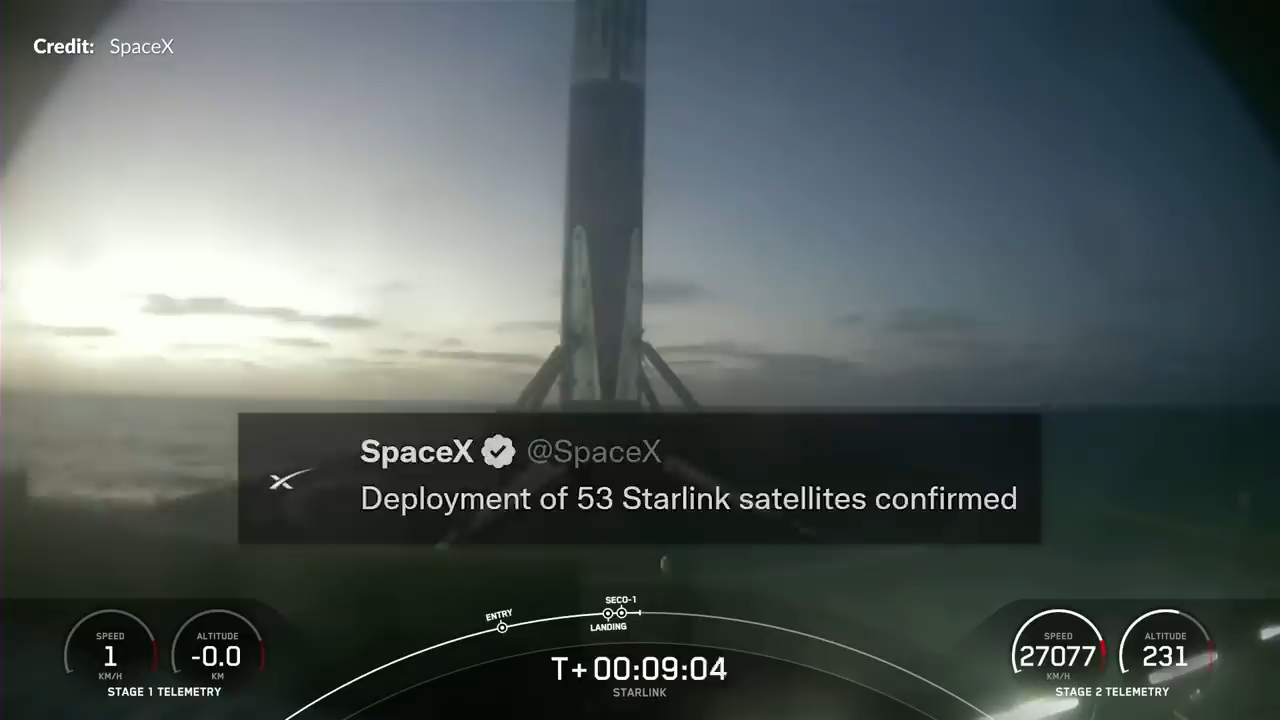 Credit: SpaceX
SpaceX @SpaceX
Deployment of 53 Starlink satellites confirmed
ENTRY
SECO-1
LANDING
SPEED
1
KM/H
ALTITUDE
-0.0
KM
STAGE 1 TELEMETRY
T+ 00:09:04
STARLINK
SPEED
27077
KM/H
ALTITUDE
231
KM
STAGE 2 TELEMETRY